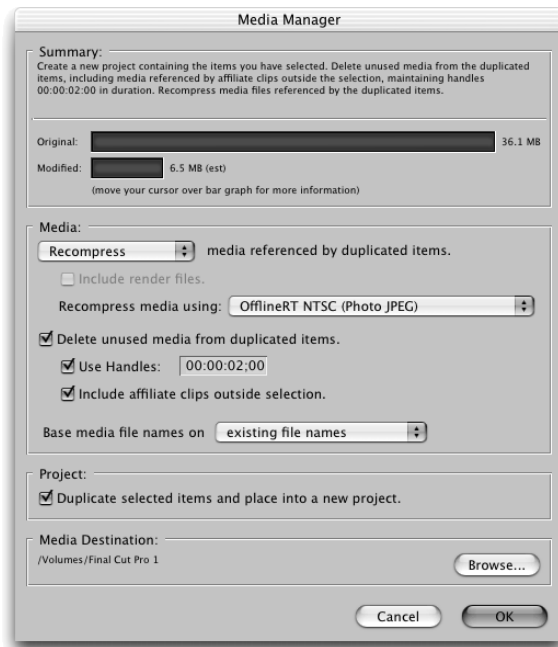 Media Manager
Summary:
Create a new project containing the items you have selected. Delete unused media from the duplicated
items, including media referenced by affiliate clips outside the selection, maintaining handles
00:00:02:00 in duration. Recompress media files referenced by the duplicated items.
Original: 36.1 MB
Modified: 6.5 MB (est)
(move your cursor over bar graph for more information)
Media:
Recompress media referenced by duplicated items.
Include render files.
Recompress media using: OfflineRT NTSC (Photo JPEG)
Delete unused media from duplicated items.
Use Handles: 00:00:02;00
Include affiliate clips outside selection.
Base media file names on existing file names
Project:
Duplicate selected items and place into a new project.
Media Destination:
/Volumes/Final Cut Pro 1
Browse...
Cancel OK